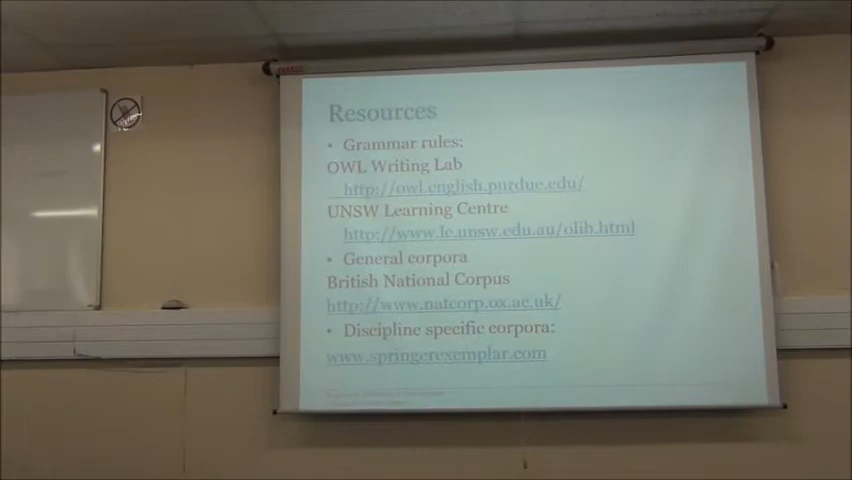 Resources
• Grammar rules:
OWL Writing Lab
http://owl.english.purdue.edu/
UNSW Learning Centre
http://www.lc.unsw.edu.au/olib.html
• General corpora
British National Corpus
http://www.natcorp.ox.ac.uk/
• Discipline specific corpora:
www.springerexemplar.com